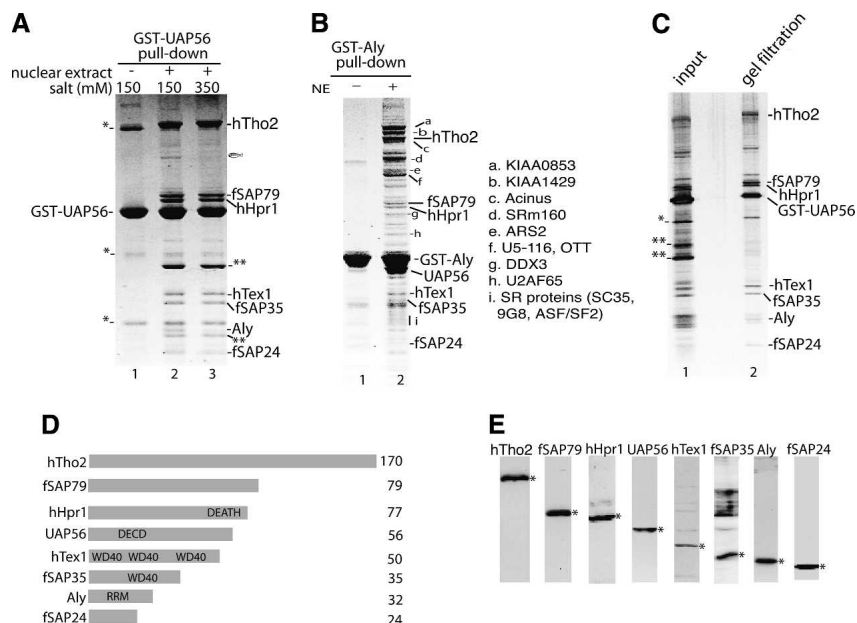 A
GST-UAP56
pull-down
nuclear extract - + +
salt (mM) 150 150 350
*
hTho2
fSAP79
hHpr1
GST-UAP56
*
**
hTex1
fSAP35
*
Aly
**
fSAP24
1 2 3
B
GST-Aly
pull-down
NE - +
a
b
hTho2
c
d
e
f
fSAP79
hHpr1
g
h
GST-Aly
UAP56
hTex1
fSAP35
i
fSAP24
1 2
a. KIAA0853
b. KIAA1429
c. Acinus
d. SRm160
e. ARS2
f. U5-116, OTT
g. DDX3
h. U2AF65
i. SR proteins (SC35,
9G8, ASF/SF2)
C
input
gel filtration
hTho2
fSAP79
hHpr1
GST-UAP56
*
**
**
hTex1
fSAP35
Aly
fSAP24
1 2
D
hTho2 170
fSAP79 79
hHpr1 DEATH 77
UAP56 DECD 56
hTex1 WD40 WD40 WD40 50
fSAP35 WD40 35
Aly RRM 32
fSAP24 24
E
hTho2 fSAP79 hHpr1 UAP56 hTex1 fSAP35 Aly fSAP24
* * * * * * * *